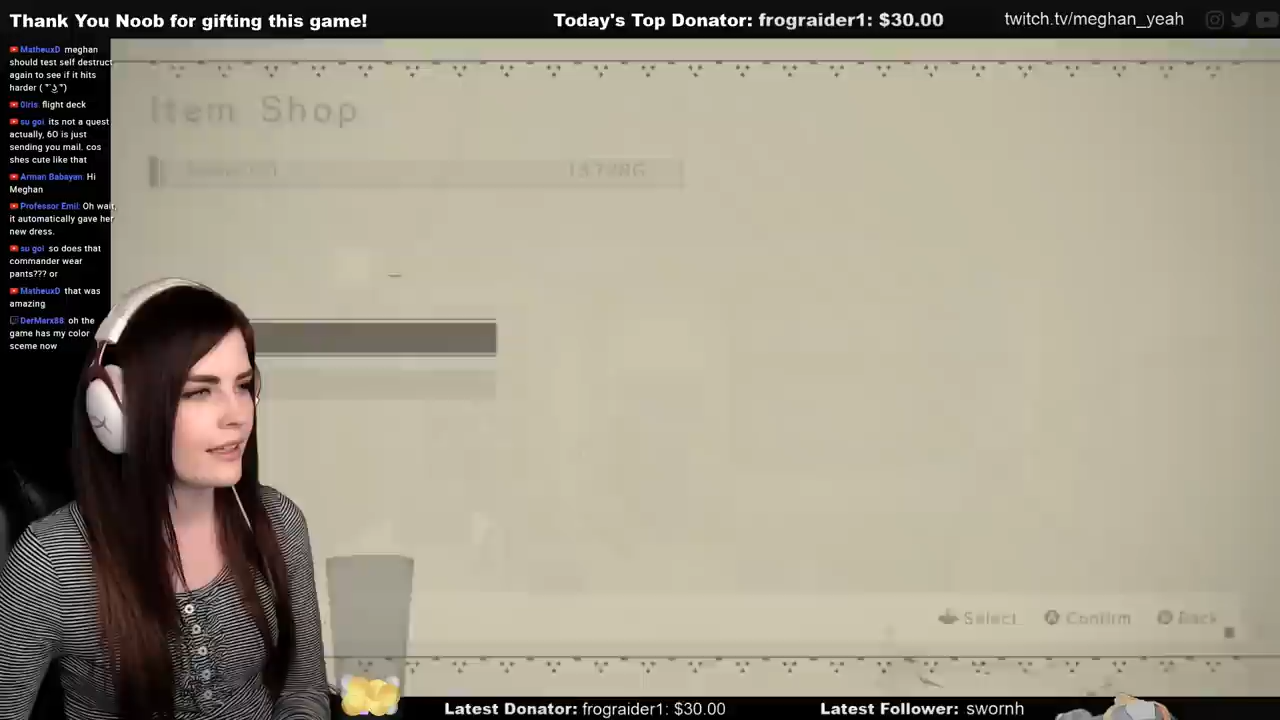 Thank You Noob for gifting this game!
Today's Top Donator: frograider1: $30.00
twitch.tv/meghan_yeah
MatheuxD meghan
should test self destruct
again to see if it hits
harder ( ͡° ͜ʖ ͡°)
0iris: flight deck
su goi its not a quest
actually, 6O is just
sending you mail. cos
shes cute like that
Arman Babayan: Hi
Meghan
Professor Emil: Oh wait,
it automatically gave her
new dress.
su goi so does that
commander wear
pants??? or
MatheuxD that was
amazing
DerMerx88: oh the
game has my color
sceme now
Item Shop
Select
Confirm
Back
Latest Donator: frograider1: $30.00
Latest Follower: swornh